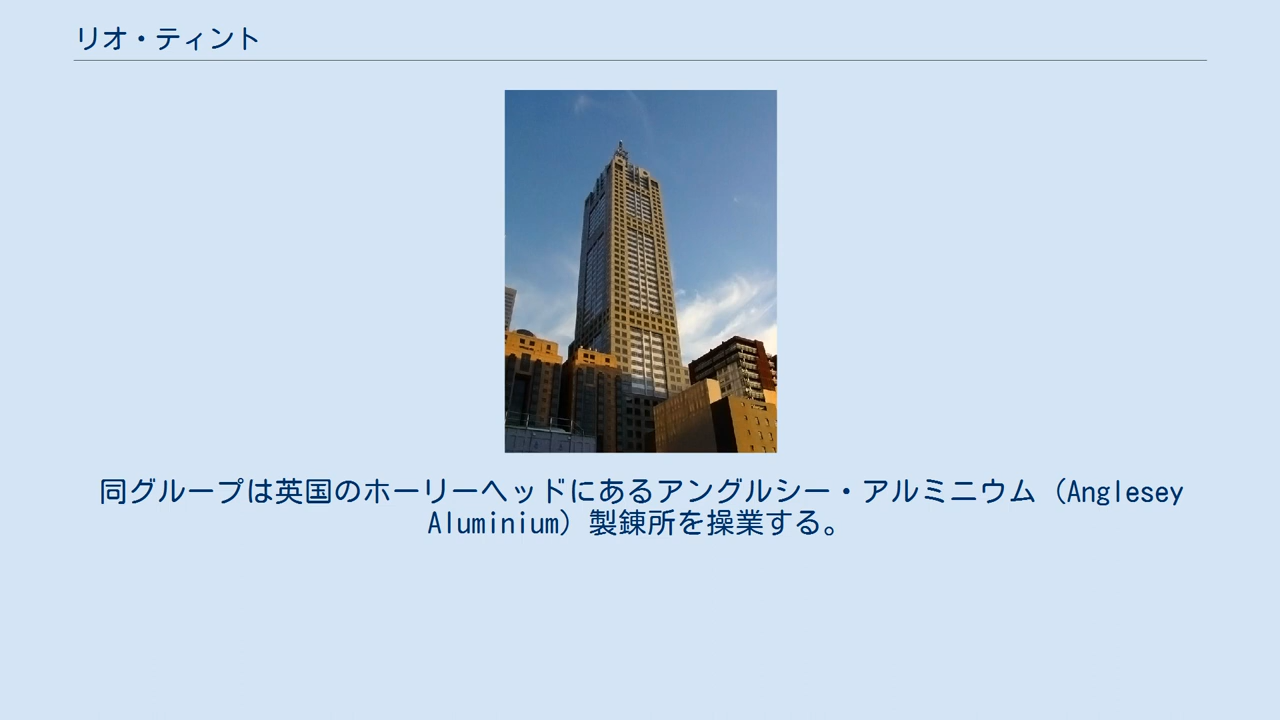 リオ・ティント
同グループは英国のホーリーヘッドにあるアングルシー・アルミニウム（Anglesey
Aluminium）製錬所を操業する。